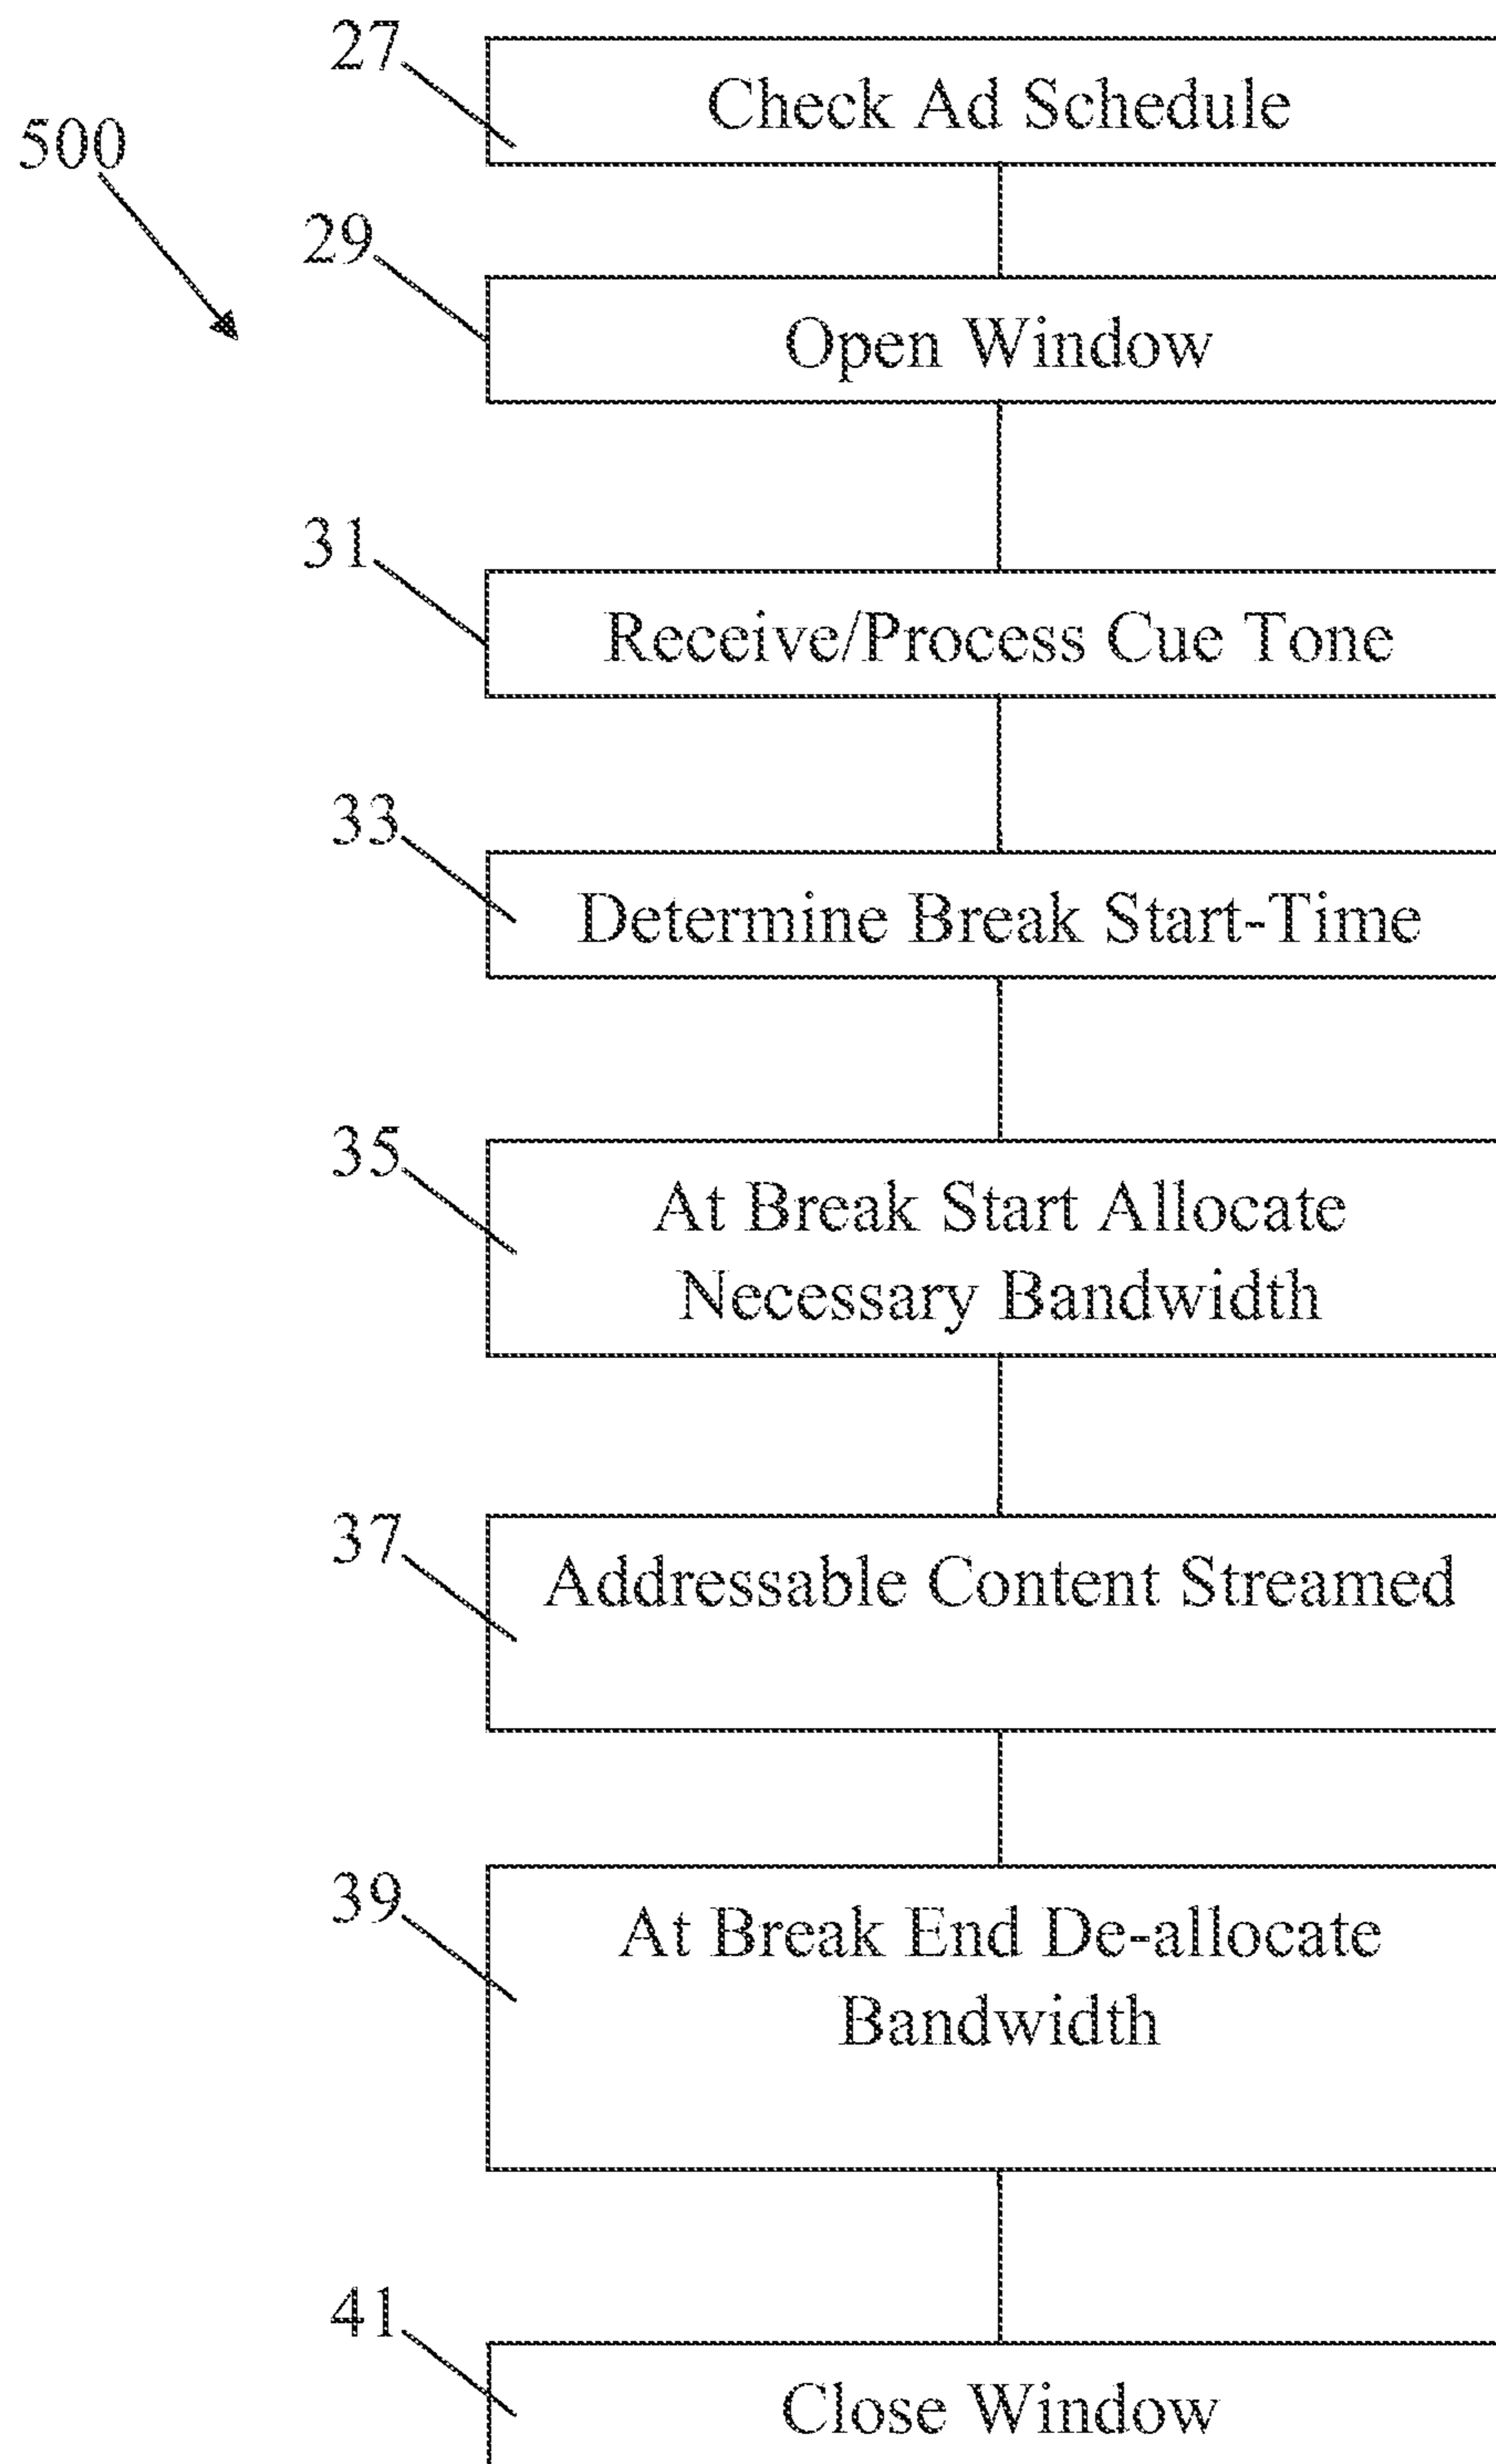 27
Check Ad Schedule
500
29
Open Window
31
Receive/Process Cue Tone
33
Determine Break Start-Time
35
At Break Start Allocate
Necessary Bandwidth
37
Addressable Content Streamed
39
At Break End De-allocate
Bandwidth
41
Close Window